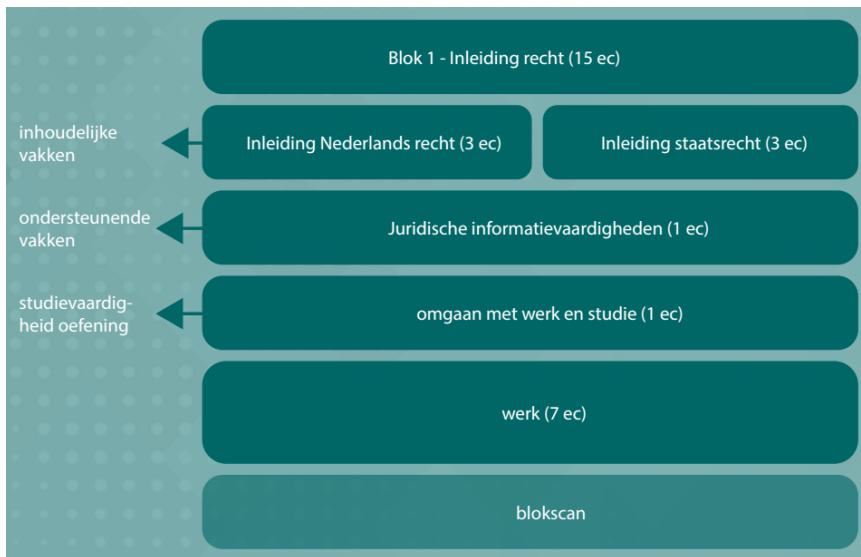 Blok 1 - Inleiding recht (15 ec)
inhoudelijke
vakken
Inleiding Nederlands recht (3 ec)
Inleiding staatsrecht (3 ec)
ondersteunende
vakken
Juridische informatievaardigheden (1 ec)
studievaardig-
heid oefening
omgaan met werk en studie (1 ec)
werk (7 ec)
blokscan